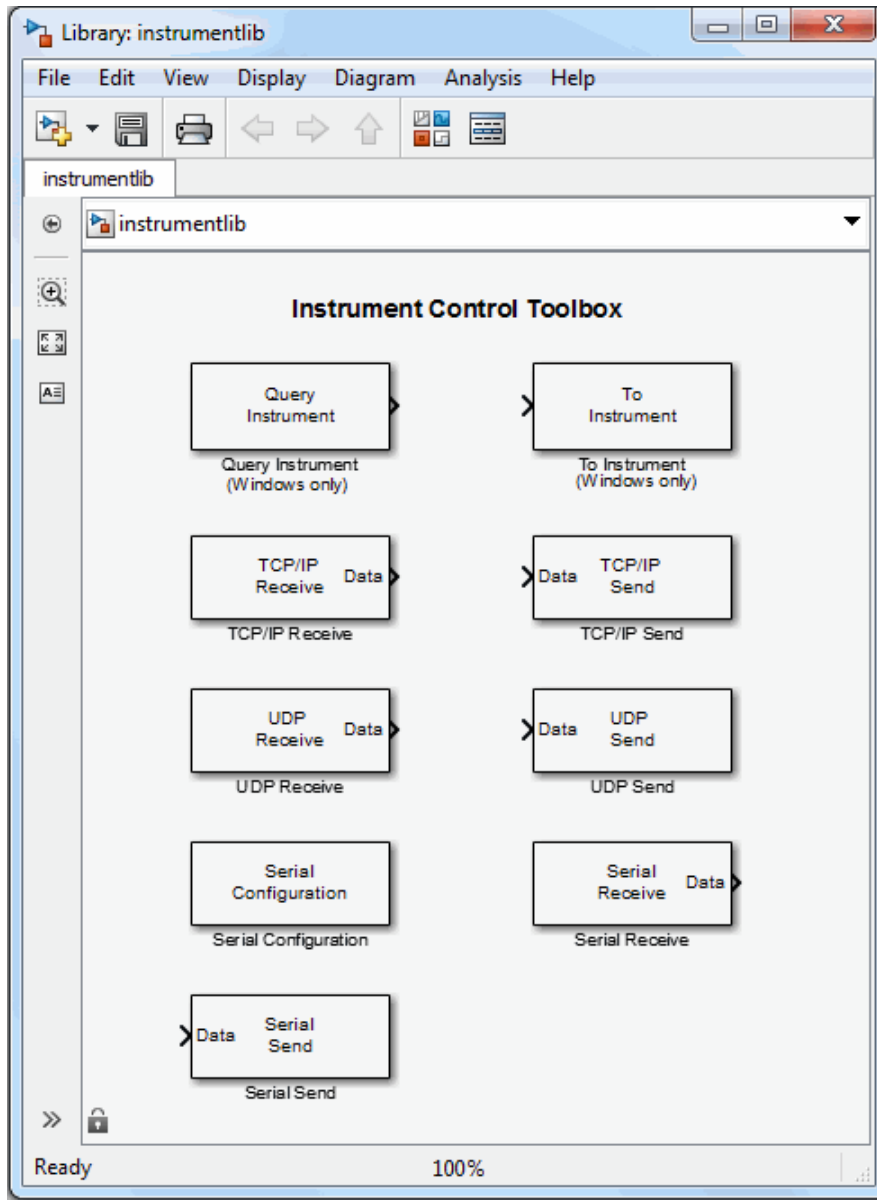 Library: instrumentlib
File Edit View Display Diagram Analysis Help
instrumentlib
instrumentlib
Instrument Control Toolbox
Query
Instrument
Query Instrument
(Windows only)
To
Instrument
To Instrument
(Windows only)
TCP/IP
Receive
Data
TCP/IP Receive
Data
TCP/IP
Send
TCP/IP Send
UDP
Receive
Data
UDP Receive
Data
UDP
Send
UDP Send
Serial
Configuration
Serial Configuration
Serial
Receive
Data
Serial Receive
Data
Serial
Send
Serial Send
Ready 100%